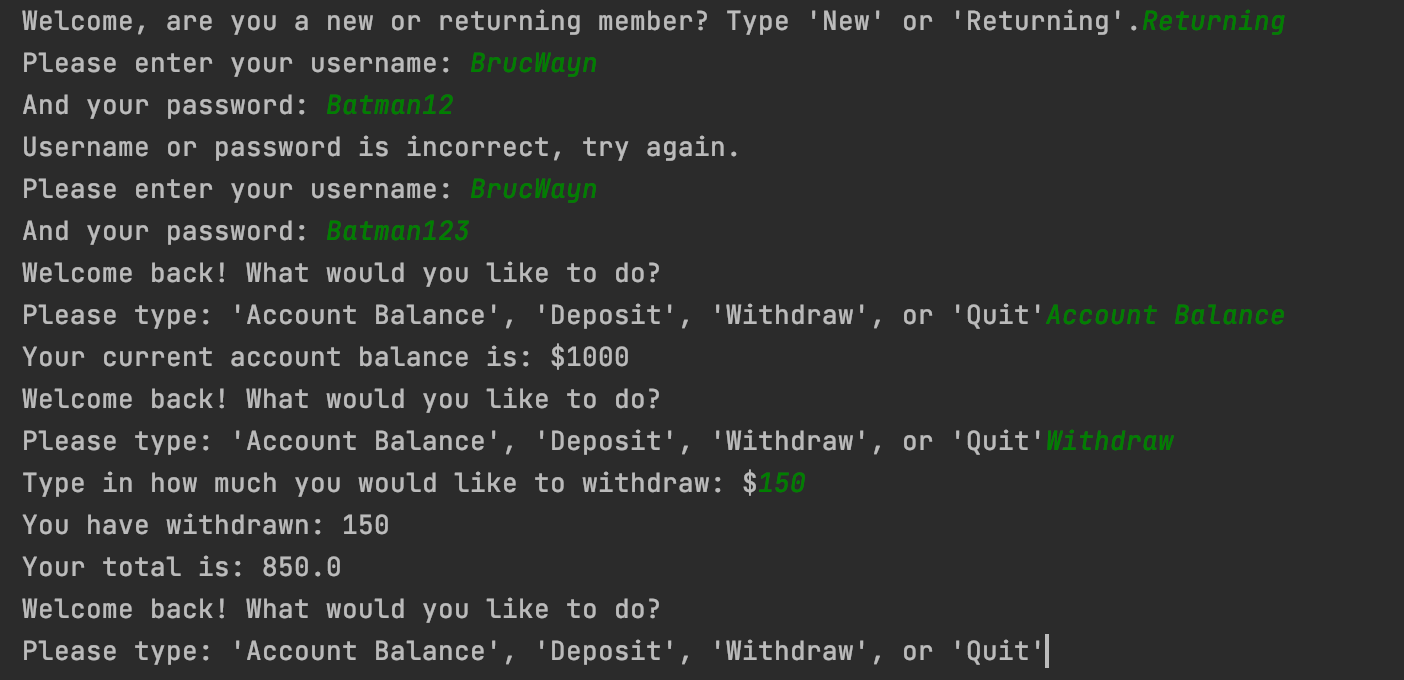 Welcome, are you a new or returning member? Type 'New' or 'Returning'.Returning
Please enter your username: BrucWayn
And your password: Batman12
Username or password is incorrect, try again.
Please enter your username: BrucWayn
And your password: Batman123
Welcome back! What would you like to do?
Please type: 'Account Balance', 'Deposit', 'Withdraw', or 'Quit'Account Balance
Your current account balance is: $1000
Welcome back! What would you like to do?
Please type: 'Account Balance', 'Deposit', 'Withdraw', or 'Quit'Withdraw
Type in how much you would like to withdraw: $150
You have withdrawn: 150
Your total is: 850.0
Welcome back! What would you like to do?
Please type: 'Account Balance', 'Deposit', 'Withdraw', or 'Quit'